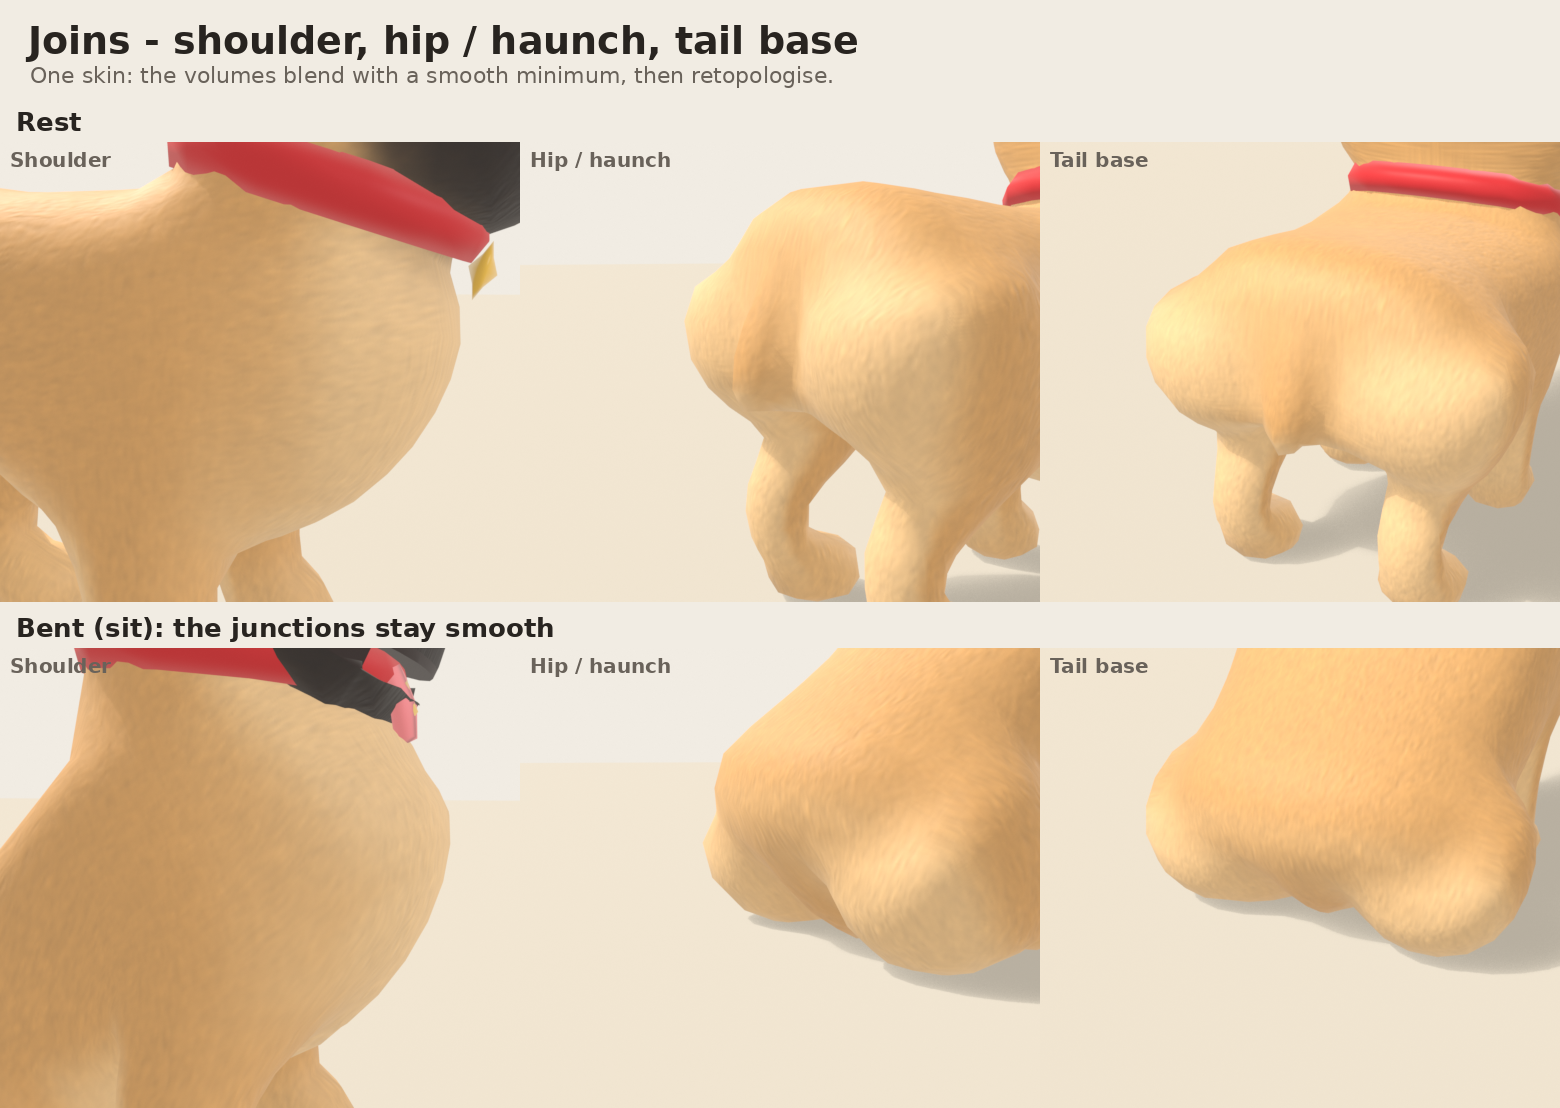 Joins - shoulder, hip / haunch, tail base
One skin: the volumes blend with a smooth minimum, then retopologise.
Rest
Shoulder
Hip / haunch
Tail base
Bent (sit): the junctions stay smooth
Shoulder
Hip / haunch
Tail base